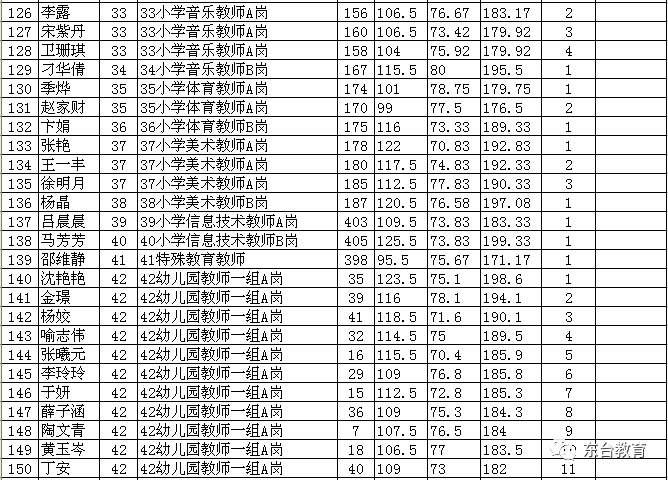 126 李露 33 33小学音乐教师A岗 156 106.5 76.67 183.17 2
127 宋紫丹 33 33小学音乐教师A岗 160 106.5 73.42 179.92 3
128 卫珊琪 33 33小学音乐教师A岗 158 104 75.92 179.92 4
129 刁华倩 34 34小学音乐教师B岗 167 115.5 80 195.5 1
130 季烨 35 35小学体育教师A岗 174 101 78.75 179.75 1
131 赵家财 35 35小学体育教师A岗 170 99 77.5 176.5 2
132 卞娟 36 36小学体育教师B岗 175 116 73.33 189.33 1
133 张艳 37 37小学美术教师A岗 178 122 70.83 192.83 1
134 王一丰 37 37小学美术教师A岗 180 117.5 74.83 192.33 2
135 徐明月 37 37小学美术教师A岗 185 112.5 77.83 190.33 3
136 杨晶 38 38小学美术教师B岗 187 120.5 76.58 197.08 1
137 吕晨晨 39 39小学信息技术教师A岗 403 109.5 73.83 183.33 1
138 马芳芳 40 40小学信息技术教师B岗 405 125.5 73.83 199.33 1
139 邵维静 41 41特殊教育教师 398 95.5 75.67 171.17 1
140 沈艳艳 42 42幼儿园教师一组A岗 35 123.5 75.1 198.6 1
141 金璟 42 42幼儿园教师一组A岗 39 116 78.1 194.1 2
142 杨姣 42 42幼儿园教师一组A岗 41 118.5 71.6 190.1 3
143 喻志伟 42 42幼儿园教师一组A岗 32 114.5 75 189.5 4
144 张曦元 42 42幼儿园教师一组A岗 16 115.5 70.4 185.9 5
145 李玲玲 42 42幼儿园教师一组A岗 29 109 76.8 185.8 6
146 于妍 42 42幼儿园教师一组A岗 15 112.5 72.8 185.3 7
147 薛子涵 42 42幼儿园教师一组A岗 36 109 75.3 184.3 8
148 陶文青 42 42幼儿园教师一组A岗 7 107.5 76.5 184 9
149 黄玉岑 42 42幼儿园教师一组A岗 18 106.5 77 183.5 东台教育
150 丁安 42 42幼儿园教师一组A岗 40 109 73 182 11